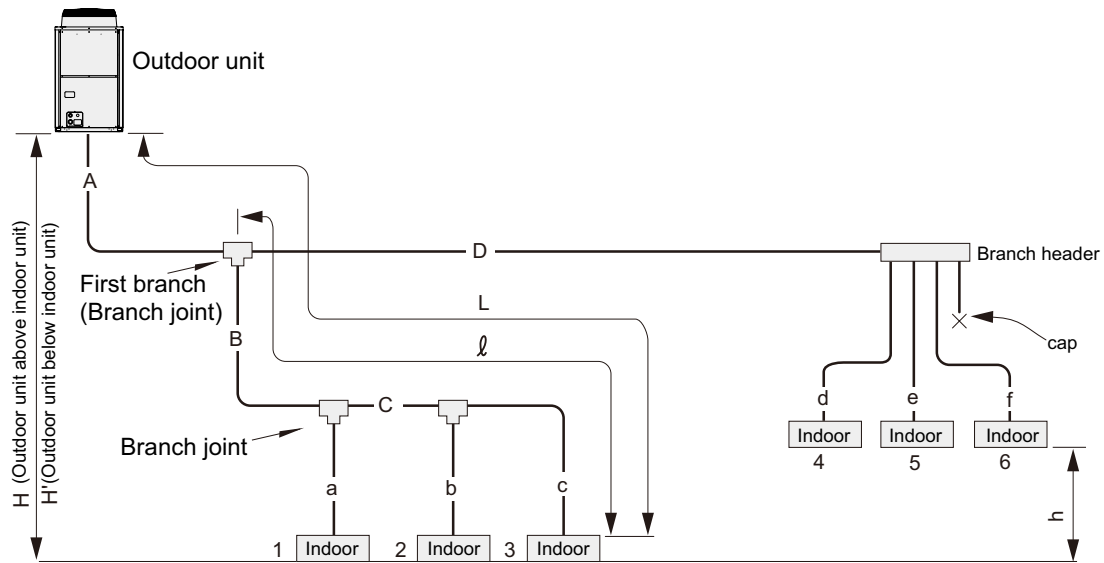 Outdoor unit
A
H (Outdoor unit above indoor unit)
H'(Outdoor unit below indoor unit)
First branch
(Branch joint)
D
Branch header
L
B
ℓ
cap
C
Branch joint
d
e
f
Indoor
Indoor
Indoor
4
5
6
a
b
c
h
1
Indoor
2
Indoor
3
Indoor